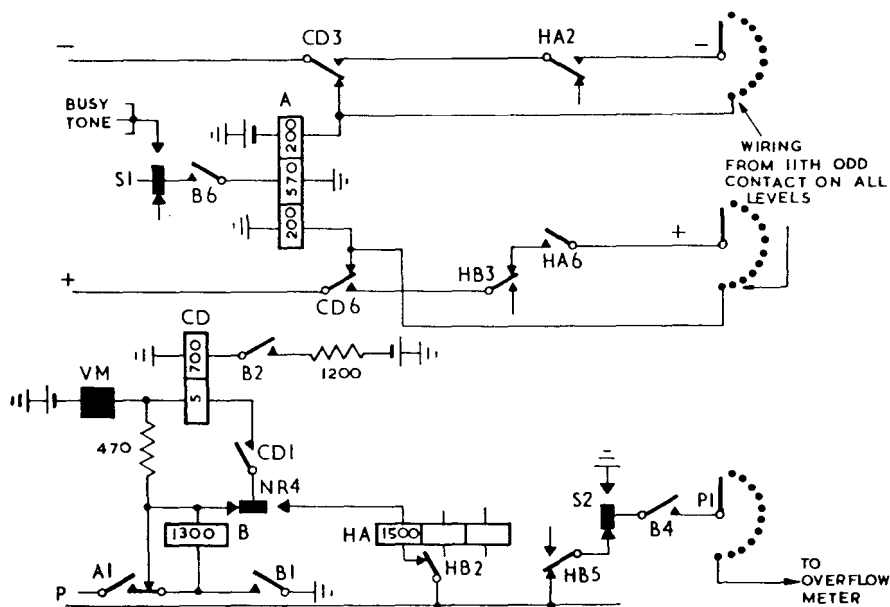 − CD3 HA2 −
A
BUSY
TONE
200
WIRING
FROM 11TH ODD
CONTACT ON ALL
LEVELS
S1 B6 570
200
+ HA6
HB3
+ CD6
CD
700
B2 1200
VM
5
470 CD1
NR4 S2 P1
1300 B HA 1500 B4
HB2 HB5
P A1 B1
TO
OVERFLOW
METER